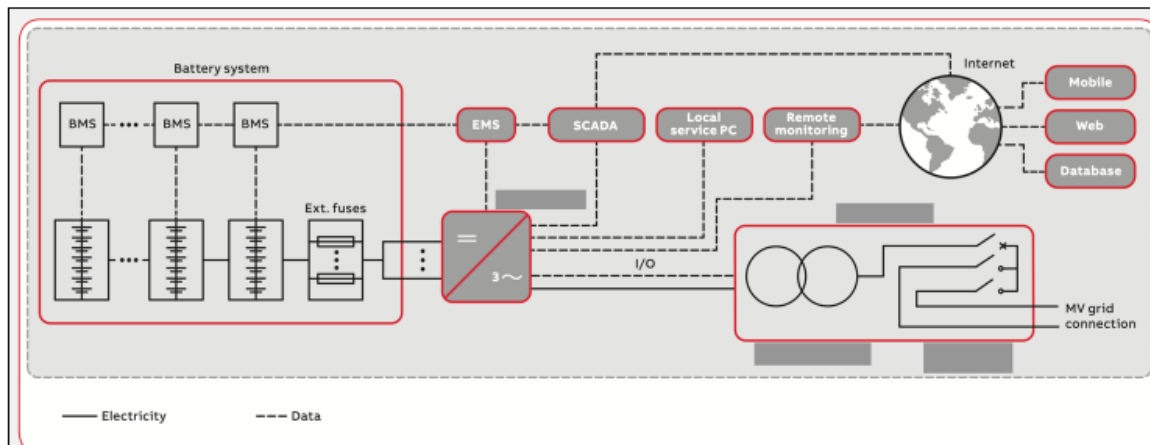 Battery system
Internet
BMS
BMS
BMS
EMS
SCADA
Local
service PC
Remote
monitoring
Mobile
Web
Database
Ext. fuses
3
I/O
MV grid
connection
Electricity
Data